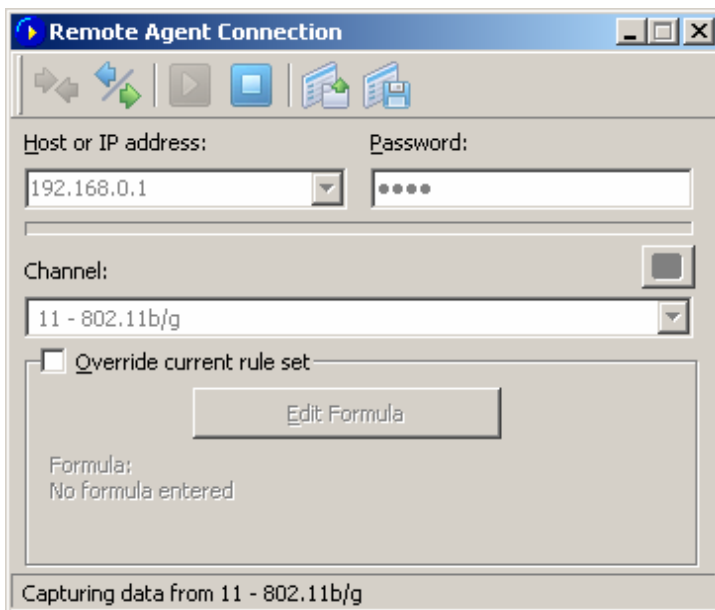 Remote Agent Connection
Host or IP address: Password:
192.168.0.1 ●●●●
Channel:
11 - 802.11b/g
Override current rule set
Edit Formula
Formula:
No formula entered
Capturing data from 11 - 802.11b/g